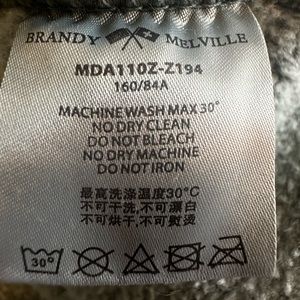 BRANDY MELVILLE
MDA110Z-Z194
160/84A
MACHINE WASH MAX 30°
NO DRY CLEAN
DO NOT BLEACH
NO DRY MACHINE
DO NOT IRON
最高洗涤温度30°C
不可干洗,不可漂白
不可烘干,不可熨烫
30°